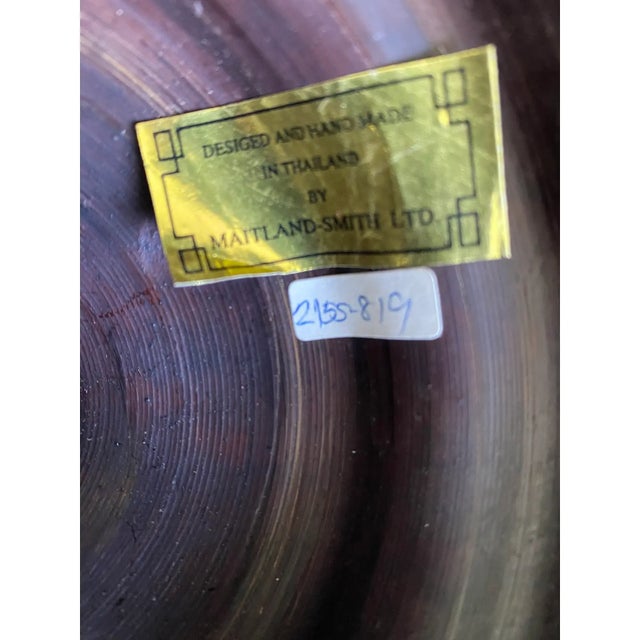 DESIGED AND HAND MADE
IN THAILAND
BY
MAITLAND-SMITH LTD.
2155-819